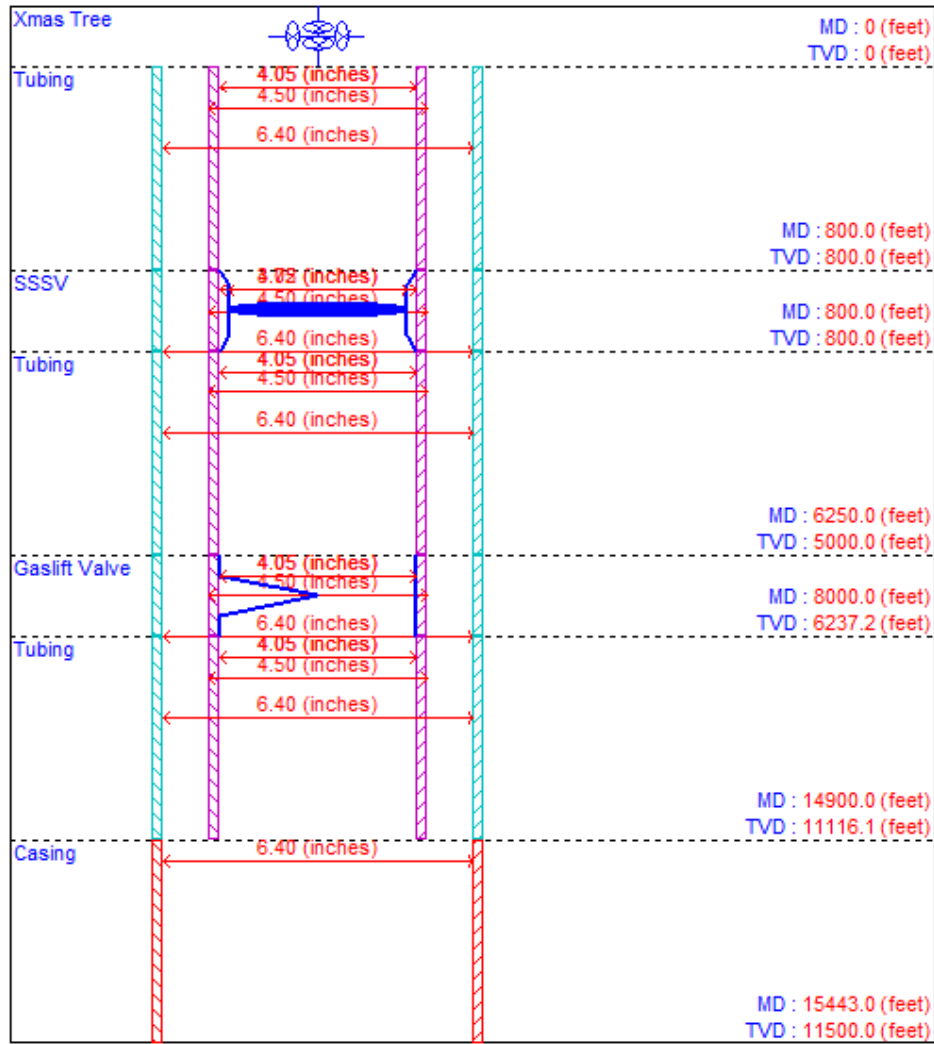 Xmas Tree
MD : 0 (feet)
TVD : 0 (feet)
Tubing
4.05 (inches)
4.50 (inches)
6.40 (inches)
MD : 800.0 (feet)
TVD : 800.0 (feet)
SSSV
(inches)
4.50 (inches)
6.40 (inches)
MD : 800.0 (feet)
TVD : 800.0 (feet)
Tubing
4.05 (inches)
4.50 (inches)
6.40 (inches)
MD : 6250.0 (feet)
TVD : 5000.0 (feet)
Gaslift Valve
4.05 (inches)
4.50 (inches)
6.40 (inches)
MD : 8000.0 (feet)
TVD : 6237.2 (feet)
Tubing
4.05 (inches)
4.50 (inches)
6.40 (inches)
MD : 14900.0 (feet)
TVD : 11116.1 (feet)
Casing
6.40 (inches)
MD : 15443.0 (feet)
TVD : 11500.0 (feet)